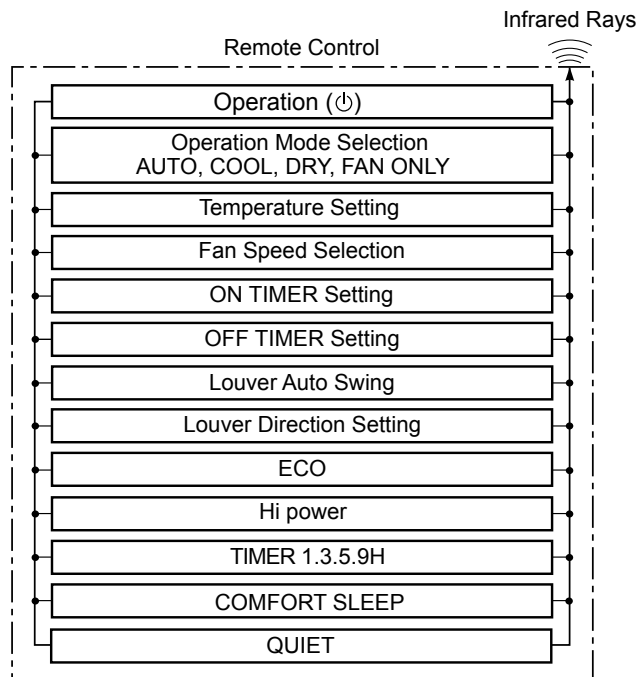 Infrared Rays
Remote Control
Operation (⏻)
Operation Mode Selection
AUTO, COOL, DRY, FAN ONLY
Temperature Setting
Fan Speed Selection
ON TIMER Setting
OFF TIMER Setting
Louver Auto Swing
Louver Direction Setting
ECO
Hi power
TIMER 1.3.5.9H
COMFORT SLEEP
QUIET